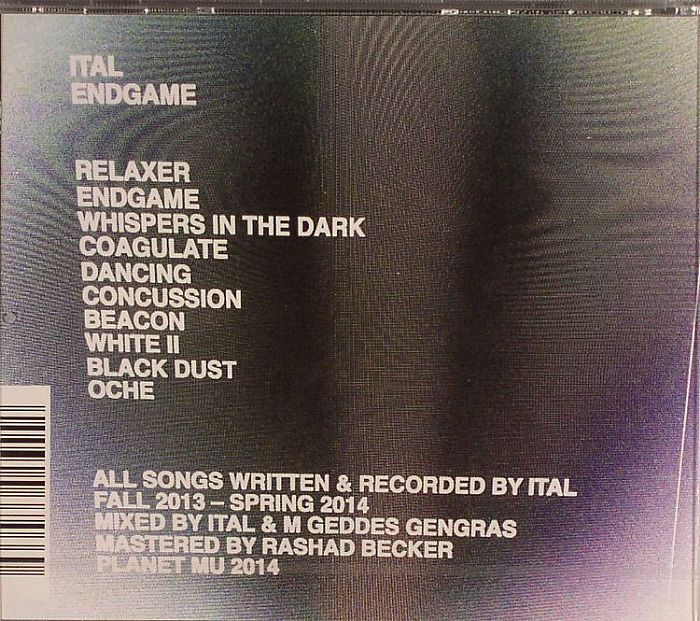 ITAL
ENDGAME
RELAXER
ENDGAME
WHISPERS IN THE DARK
COAGULATE
DANCING
CONCUSSION
BEACON
WHITE II
BLACK DUST
OCHE
ALL SONGS WRITTEN & RECORDED BY ITAL
FALL 2013 – SPRING 2014
MIXED BY ITAL & M GEDDES GENGRAS
MASTERED BY RASHAD BECKER
PLANET MU 2014